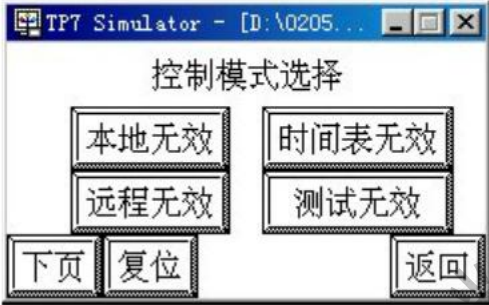 TP7 Simulator - [D:\0205...
控制模式选择
本地无效 时间表无效
远程无效 测试无效
下页 复位 返回